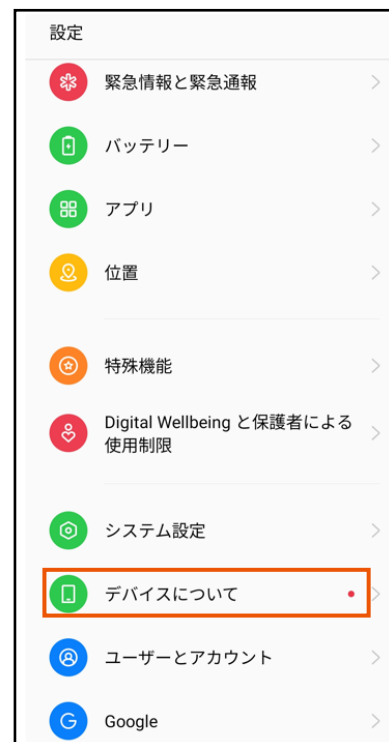 設定
緊急情報と緊急通報
バッテリー
アプリ
位置
特殊機能
Digital Wellbeing と保護者による
使用制限
システム設定
デバイスについて
ユーザーとアカウント
Google